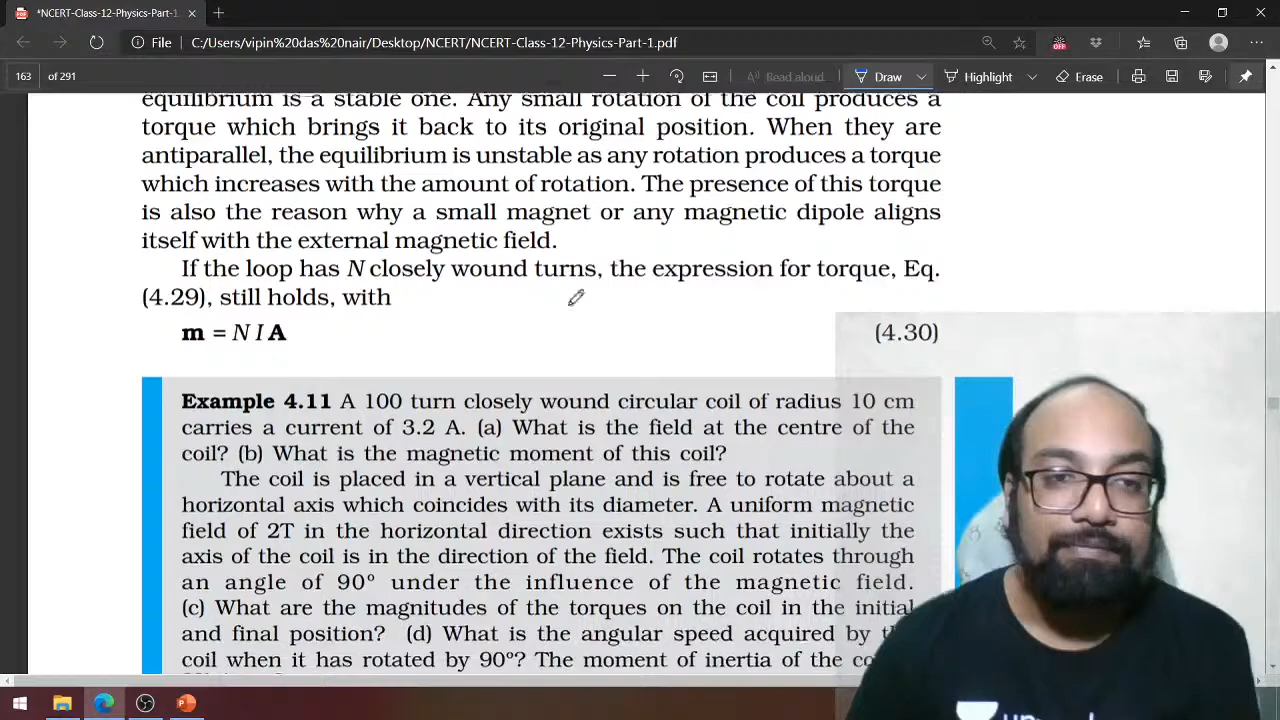 *NCERT-Class-12-Physics-Part-1.
File
C:/Users/vipin%20das%20nair/Desktop/NCERT/NCERT-Class-12-Physics-Part-1.pdf
OFF
163 of 291
Read aloud
Draw
Highlight
Erase
equilibrium is a stable one. Any small rotation of the coil produces a
torque which brings it back to its original position. When they are
antiparallel, the equilibrium is unstable as any rotation produces a torque
which increases with the amount of rotation. The presence of this torque
is also the reason why a small magnet or any magnetic dipole aligns
itself with the external magnetic field.
If the loop has N closely wound turns, the expression for torque, Eq.
(4.29), still holds, with
m = N I A (4.30)
Example 4.11 A 100 turn closely wound circular coil of radius 10 cm
carries a current of 3.2 A. (a) What is the field at the centre of the
coil? (b) What is the magnetic moment of this coil?
The coil is placed in a vertical plane and is free to rotate about a
horizontal axis which coincides with its diameter. A uniform magnetic
field of 2T in the horizontal direction exists such that initially the
axis of the coil is in the direction of the field. The coil rotates through
an angle of 90° under the influence of the magnetic field.
(c) What are the magnitudes of the torques on the coil in the initial
and final position? (d) What is the angular speed acquired by
coil when it has rotated by 90°? The moment of inertia of the